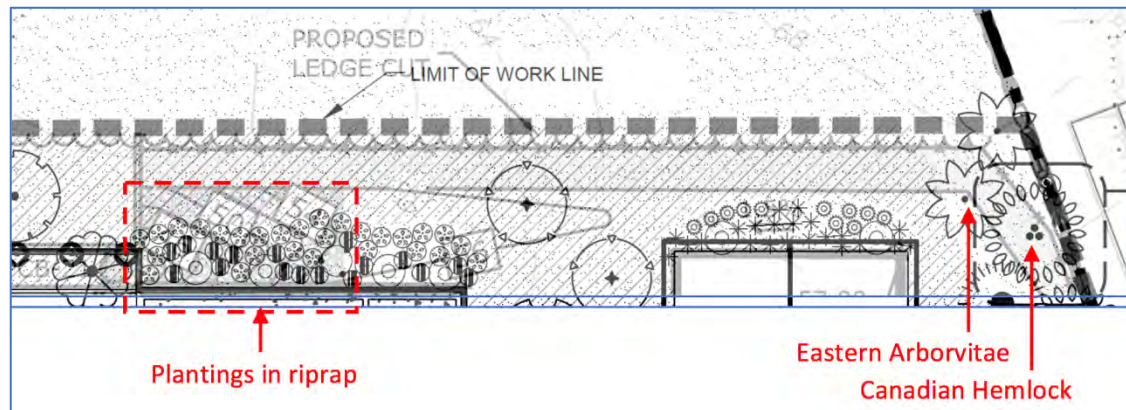 PROPOSED
LEDGE CUT
LIMIT OF WORK LINE
Eastern Arborvitae
Plantings in riprap
Canadian Hemlock